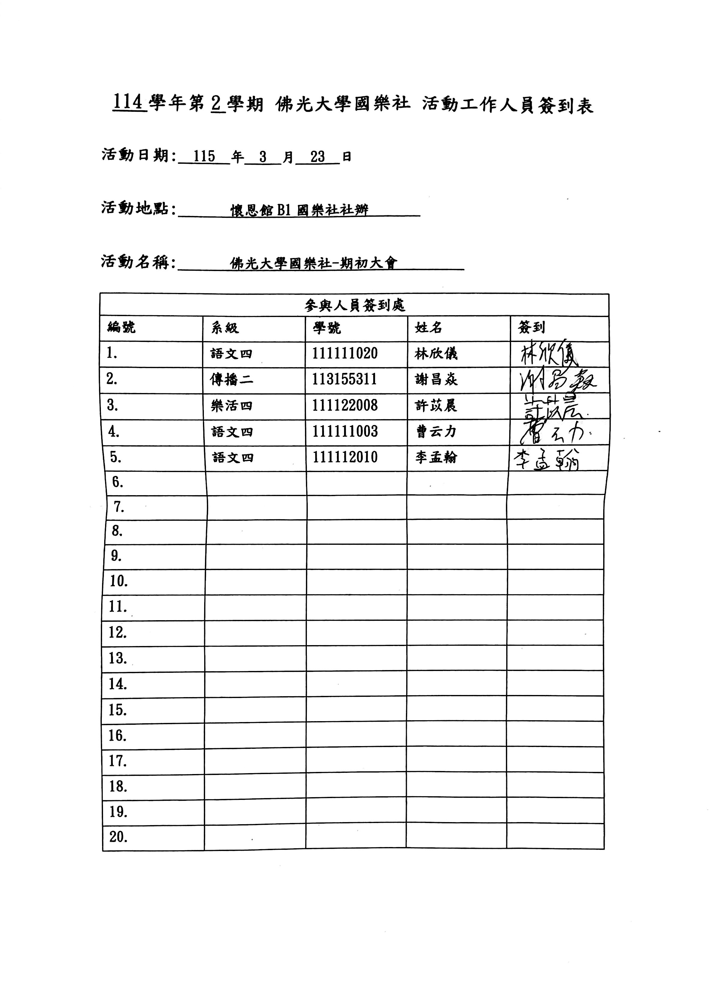 114學年第2學期 佛光大學國樂社 活動工作人員簽到表
活動日期: 115 年 3 月 23 日
活動地點: 懷恩館B1國樂社社辦
活動名稱: 佛光大學國樂社-期初大會
參與人員簽到處
編號 系級 學號 姓名 簽到
1. 語文四 111111020 林欣儀 林欣儀
2. 傳播二 113155311 謝昌焱 謝昌焱
3. 樂活四 111122008 許苡晨 許苡晨
4. 語文四 111111003 曹云力 曹云力
5. 語文四 111112010 李孟翰 李孟翰
6.
7.
8.
9.
10.
11.
12.
13.
14.
15.
16.
17.
18.
19.
20.